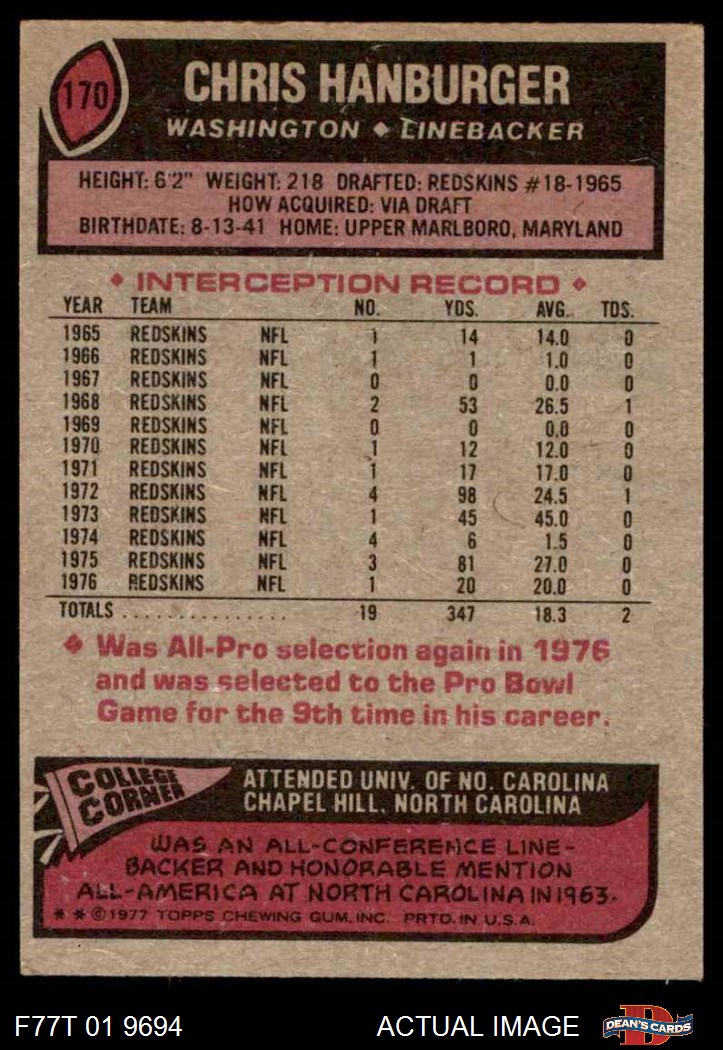 170
CHRIS HANBURGER
WASHINGTON ◆ LINEBACKER
HEIGHT: 6'2" WEIGHT: 218 DRAFTED: REDSKINS #18-1965
HOW ACQUIRED: VIA DRAFT
BIRTHDATE: 8-13-41 HOME: UPPER MARLBORO, MARYLAND
◆ INTERCEPTION RECORD ◆
YEAR TEAM NO. YDS. AVG. TDS.
1965 REDSKINS NFL 1 14 14.0 0
1966 REDSKINS NFL 1 1 1.0 0
1967 REDSKINS NFL 0 0 0.0 0
1968 REDSKINS NFL 2 53 26.5 1
1969 REDSKINS NFL 0 0 0.0 0
1970 REDSKINS NFL 1 12 12.0 0
1971 REDSKINS NFL 1 17 17.0 0
1972 REDSKINS NFL 4 98 24.5 1
1973 REDSKINS NFL 1 45 45.0 0
1974 REDSKINS NFL 4 6 1.5 0
1975 REDSKINS NFL 3 81 27.0 0
1976 REDSKINS NFL 1 20 20.0 0
TOTALS ................ 19 347 18.3 2
◆ Was All-Pro selection again in 1976
and was selected to the Pro Bowl
Game for the 9th time in his career.
COLLEGE
CORNER
ATTENDED UNIV. OF NO. CAROLINA
CHAPEL HILL, NORTH CAROLINA
WAS AN ALL-CONFERENCE LINE-
BACKER AND HONORABLE MENTION
ALL-AMERICA AT NORTH CAROLINA IN 1963.
* * © 1977 TOPPS CHEWING GUM, INC. PRTD. IN U.S.A.
F77T 01 9694 ACTUAL IMAGE
D
DEAN'S CARDS